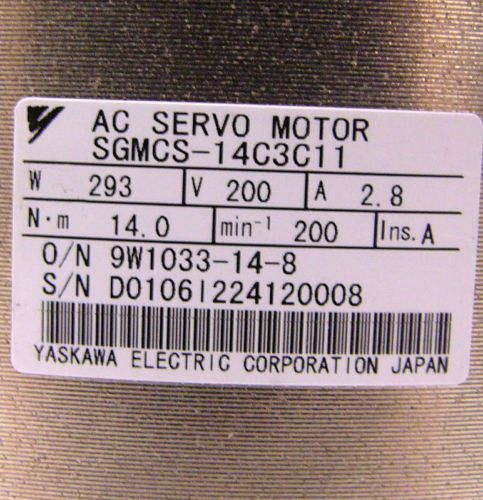 AC SERVO MOTOR
SGMCS-14C3C11
W 293 V 200 A 2.8
N·m 14.0 min⁻¹ 200 Ins. A
O/N 9W1033-14-8
S/N D0106I224120008
YASKAWA ELECTRIC CORPORATION JAPAN